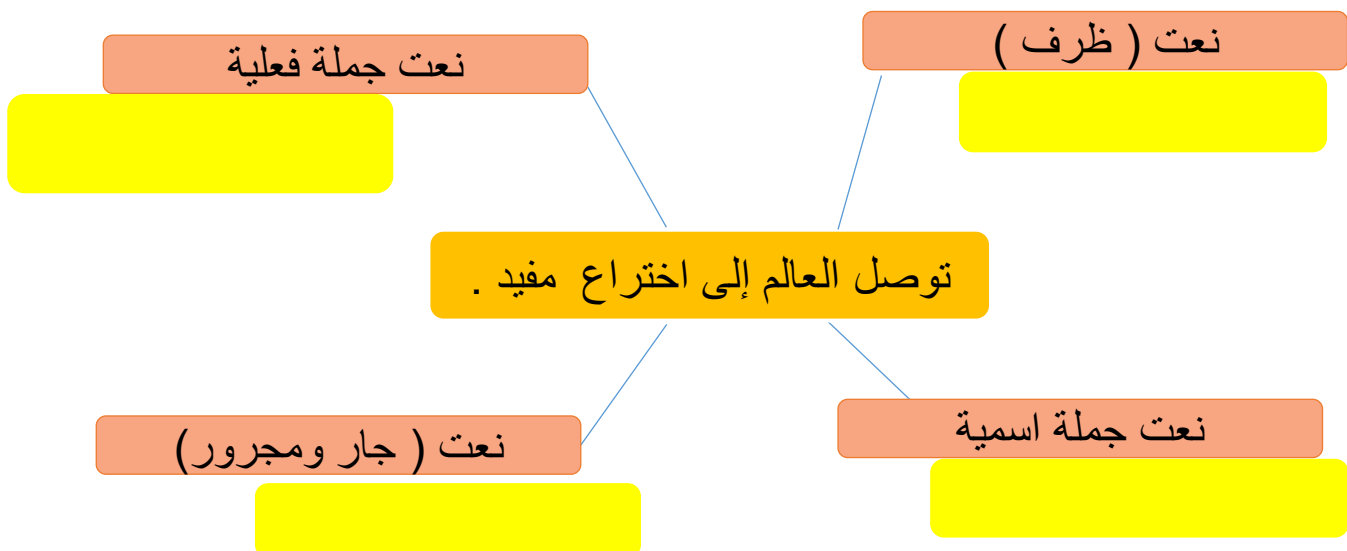 نعت ( ظرف )
نعت جملة فعلية
توصل العالم إلى اختراع مفيد .
نعت جملة اسمية
نعت ( جار ومجرور)